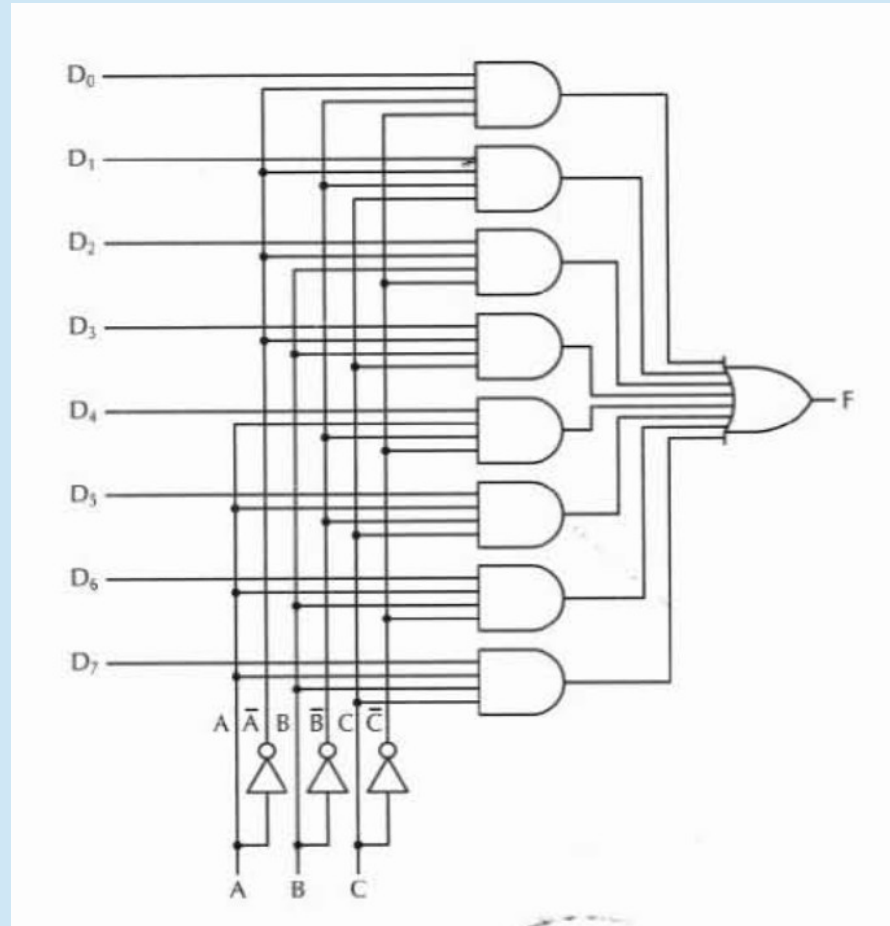 D₀
D₁
D₂
D₃
F
D₄
D₅
D₆
D₇
A A̅ B B̅ C C̅
A B C